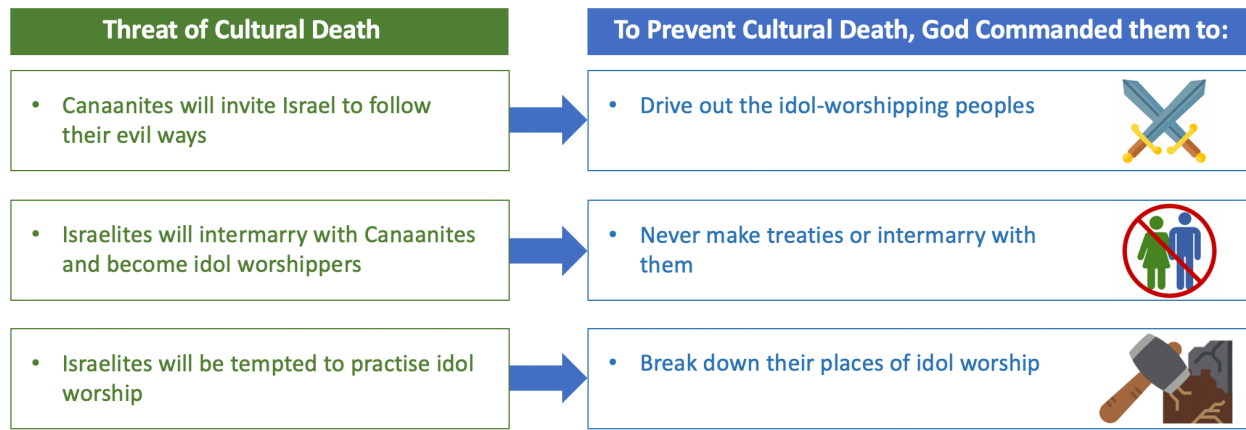 Threat of Cultural Death
To Prevent Cultural Death, God Commanded them to:
• Canaanites will invite Israel to follow
their evil ways
• Drive out the idol-worshipping peoples
• Israelites will intermarry with Canaanites
and become idol worshippers
• Never make treaties or intermarry with
them
• Israelites will be tempted to practise idol
worship
• Break down their places of idol worship